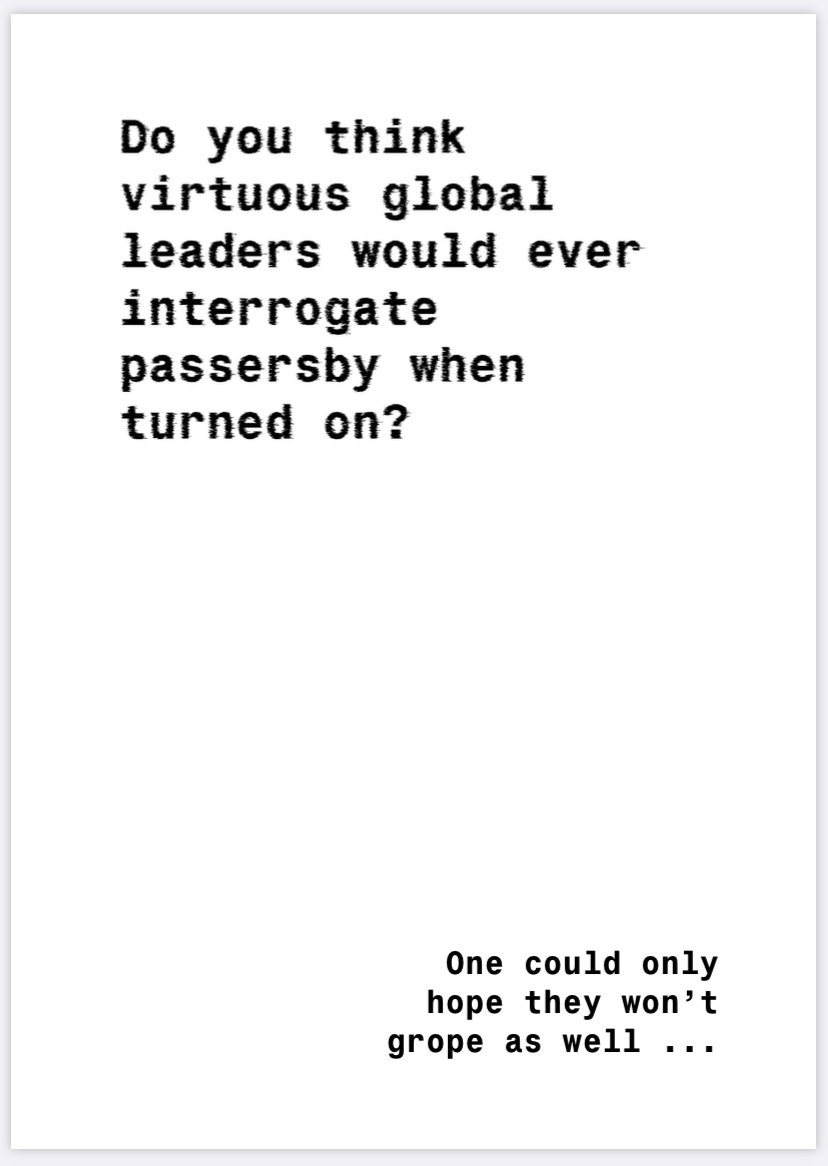 Do you think
virtuous global
leaders would ever
interrogate
passersby when
turned on?
One could only
hope they won’t
grope as well ...